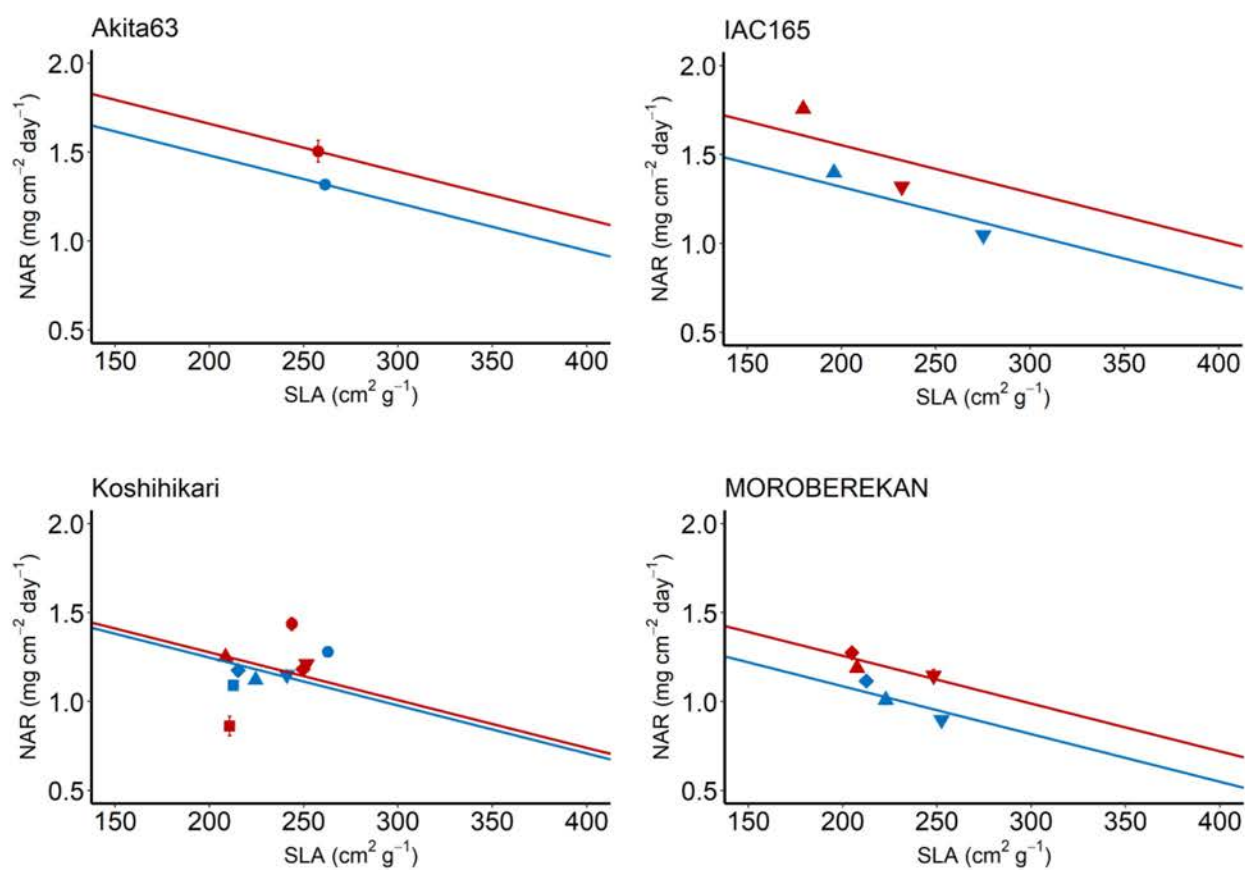 Akita63
2.0
1.5
1.0
0.5
NAR (mg cm⁻² day⁻¹)
150 200 250 300 350 400
SLA (cm² g⁻¹)
IAC165
2.0
1.5
1.0
0.5
NAR (mg cm⁻² day⁻¹)
150 200 250 300 350 400
SLA (cm² g⁻¹)
Koshihikari
2.0
1.5
1.0
0.5
NAR (mg cm⁻² day⁻¹)
150 200 250 300 350 400
SLA (cm² g⁻¹)
MOROBEREKAN
2.0
1.5
1.0
0.5
NAR (mg cm⁻² day⁻¹)
150 200 250 300 350 400
SLA (cm² g⁻¹)